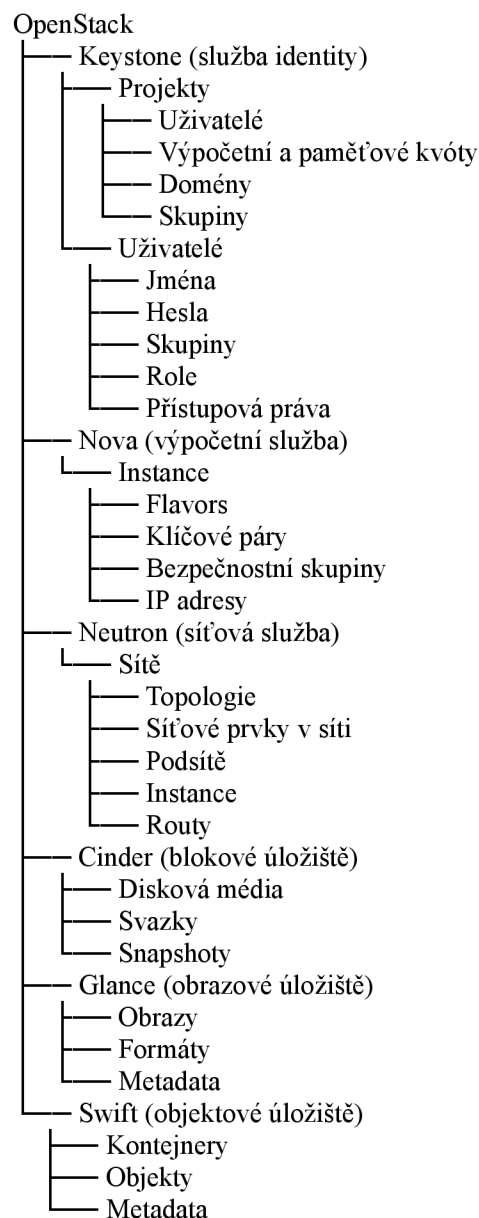 OpenStack
Keystone (služba identity)
Projekty
Uživatelé
Výpočetní a paměťové kvóty
Domény
Skupiny
Uživatelé
Jména
Hesla
Skupiny
Role
Přístupová práva
Nova (výpočetní služba)
Instance
Flavors
Klíčové páry
Bezpečnostní skupiny
IP adresy
Neutron (síťová služba)
Sítě
Topologie
Síťové prvky v síti
Podsítě
Instance
Routy
Cinder (blokové úložiště)
Disková média
Svazky
Snapshoty
Glance (obrazové úložiště)
Obrazy
Formáty
Metadata
Swift (objektové úložiště)
Kontejnery
Objekty
Metadata